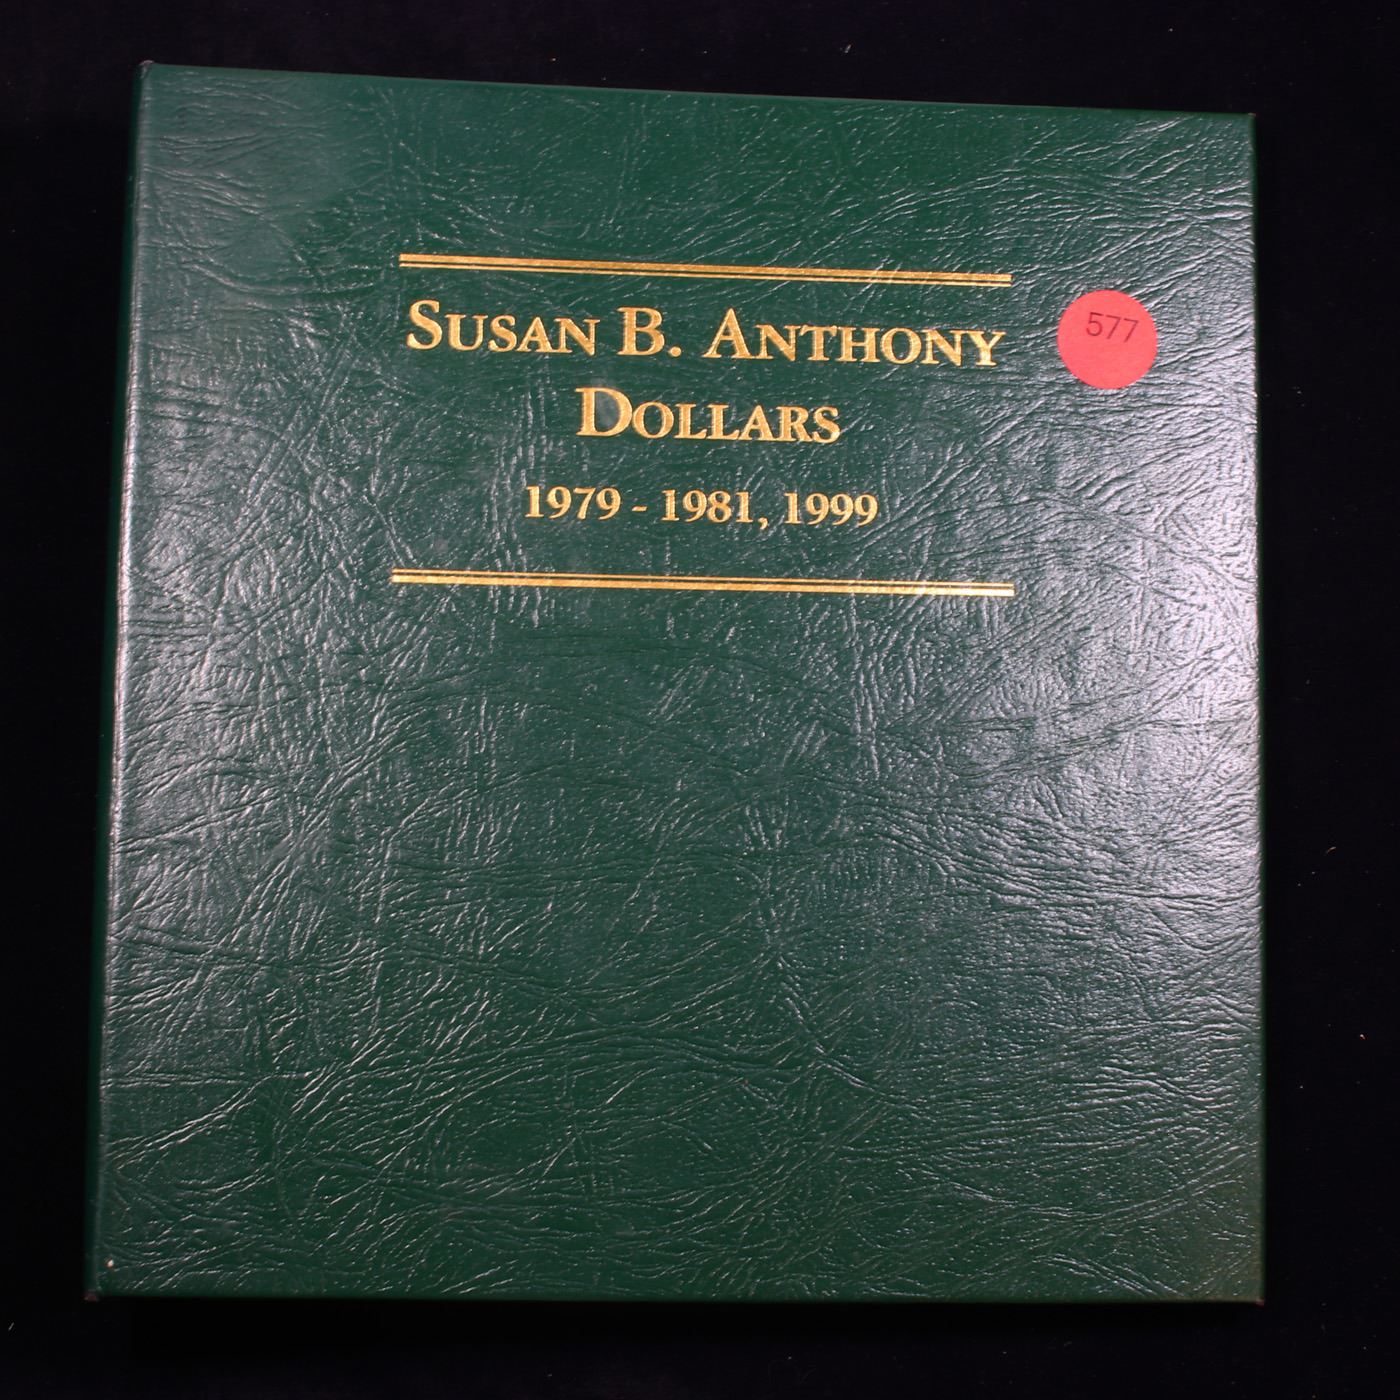 SUSAN B. ANTHONY
DOLLARS
1979 - 1981, 1999
577